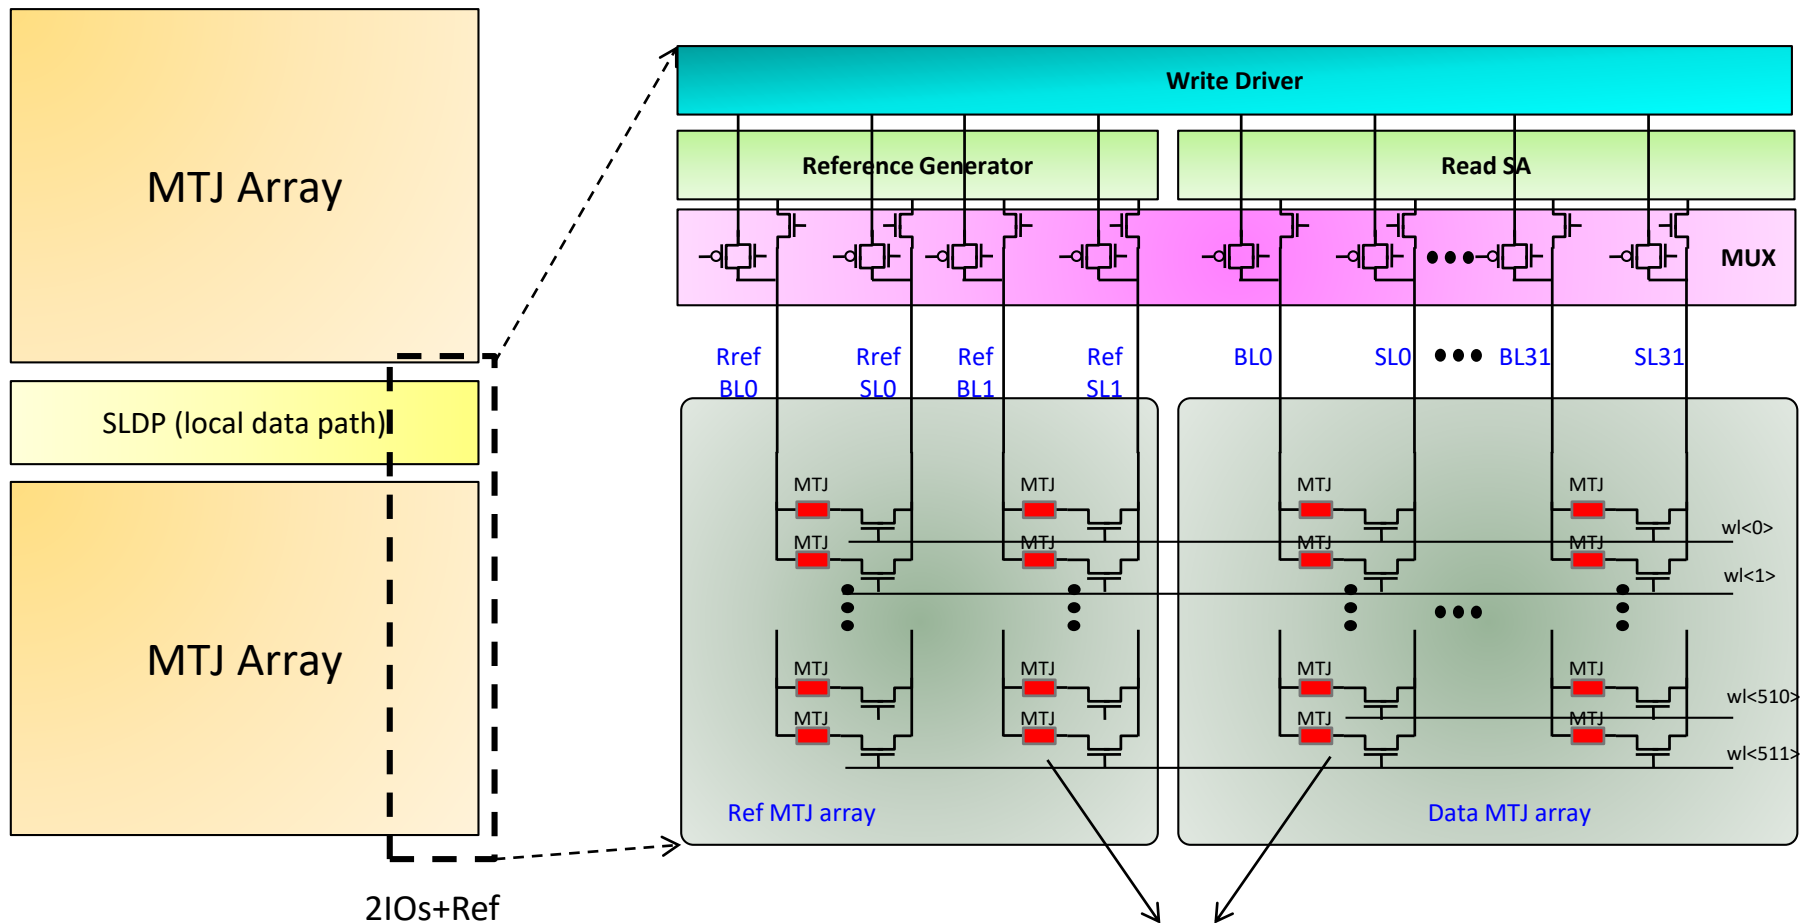 MTJ Array
SLDP (local data path)
MTJ Array
2IOs+Ref
Write Driver
Reference Generator
Read SA
MUX
Rref
BL0
Rref
SL0
Ref
BL1
Ref
SL1
BL0
SL0
BL31
SL31
MTJ
MTJ
MTJ
MTJ
wl<0>
MTJ
MTJ
MTJ
MTJ
wl<1>
MTJ
MTJ
MTJ
MTJ
wl<510>
MTJ
MTJ
MTJ
MTJ
wl<511>
Ref MTJ array
Data MTJ array